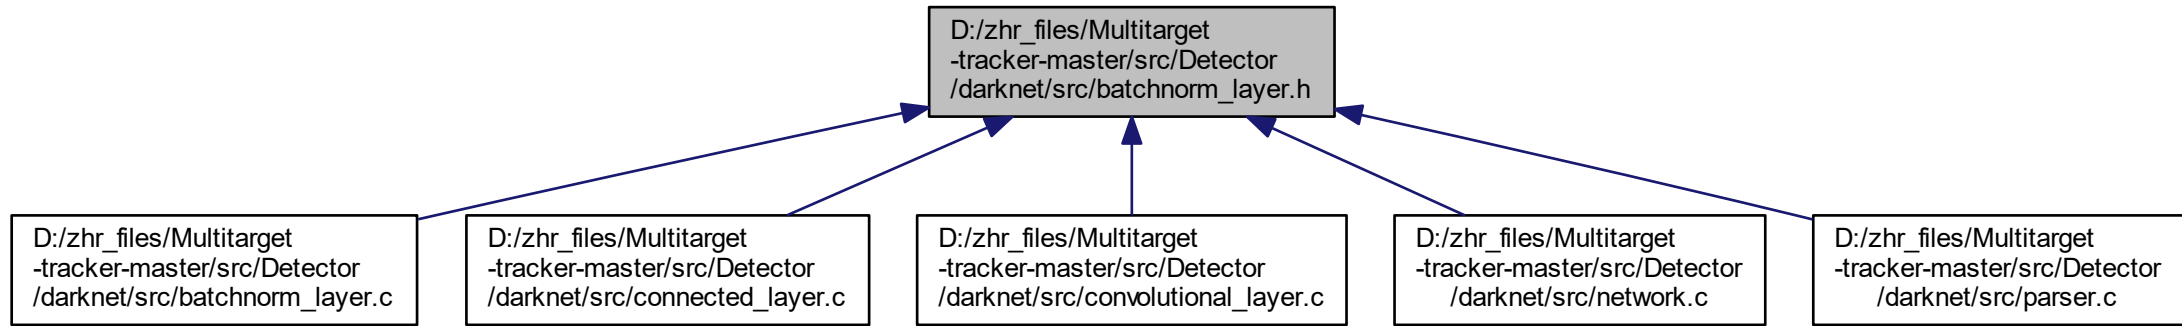 D:/zhr_files/Multitarget
-tracker-master/src/Detector
/darknet/src/batchnorm_layer.h
D:/zhr_files/Multitarget
-tracker-master/src/Detector
/darknet/src/batchnorm_layer.c
D:/zhr_files/Multitarget
-tracker-master/src/Detector
/darknet/src/connected_layer.c
D:/zhr_files/Multitarget
-tracker-master/src/Detector
/darknet/src/convolutional_layer.c
D:/zhr_files/Multitarget
-tracker-master/src/Detector
/darknet/src/network.c
D:/zhr_files/Multitarget
-tracker-master/src/Detector
/darknet/src/parser.c